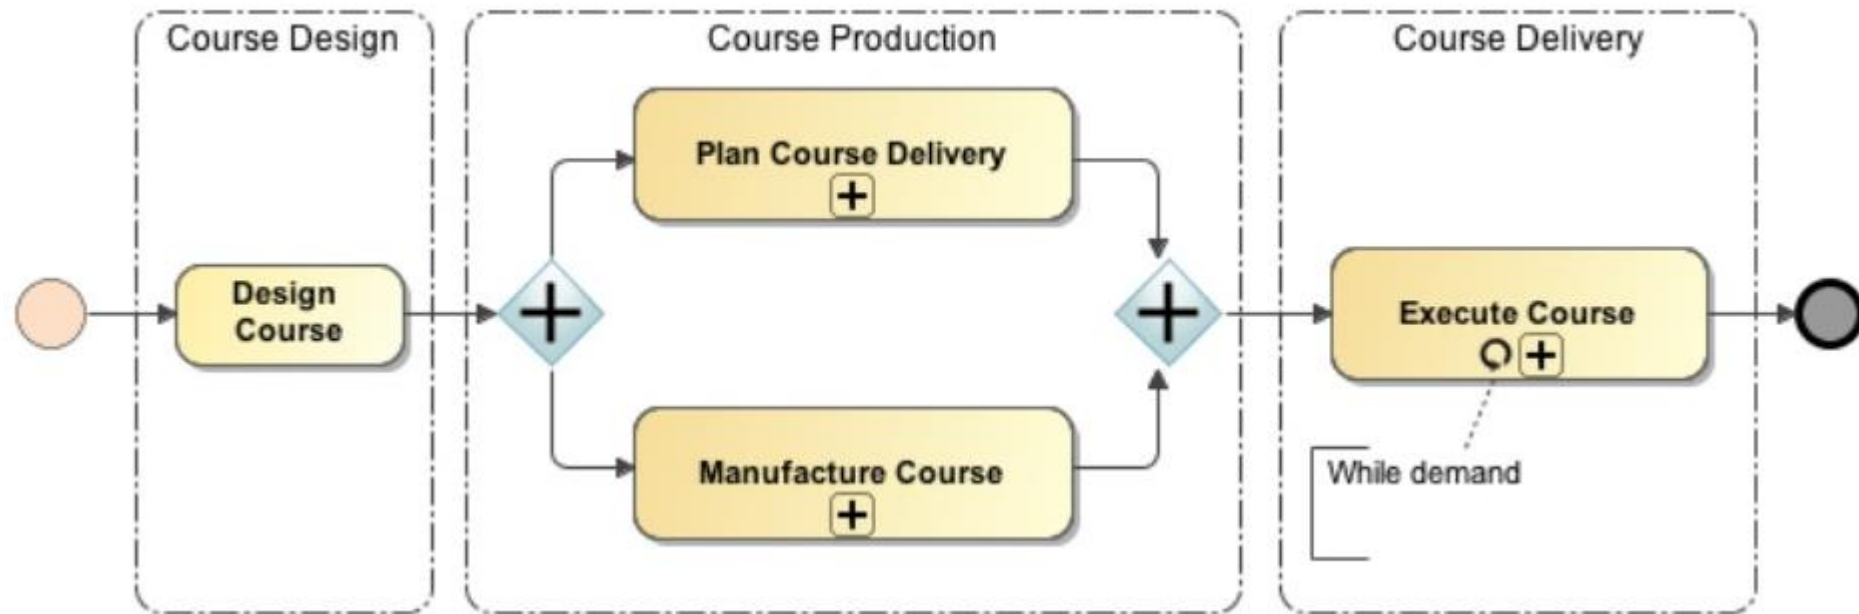 Course Design
Course Production
Course Delivery
Plan Course Delivery
Design
Course
Execute Course
Manufacture Course
While demand